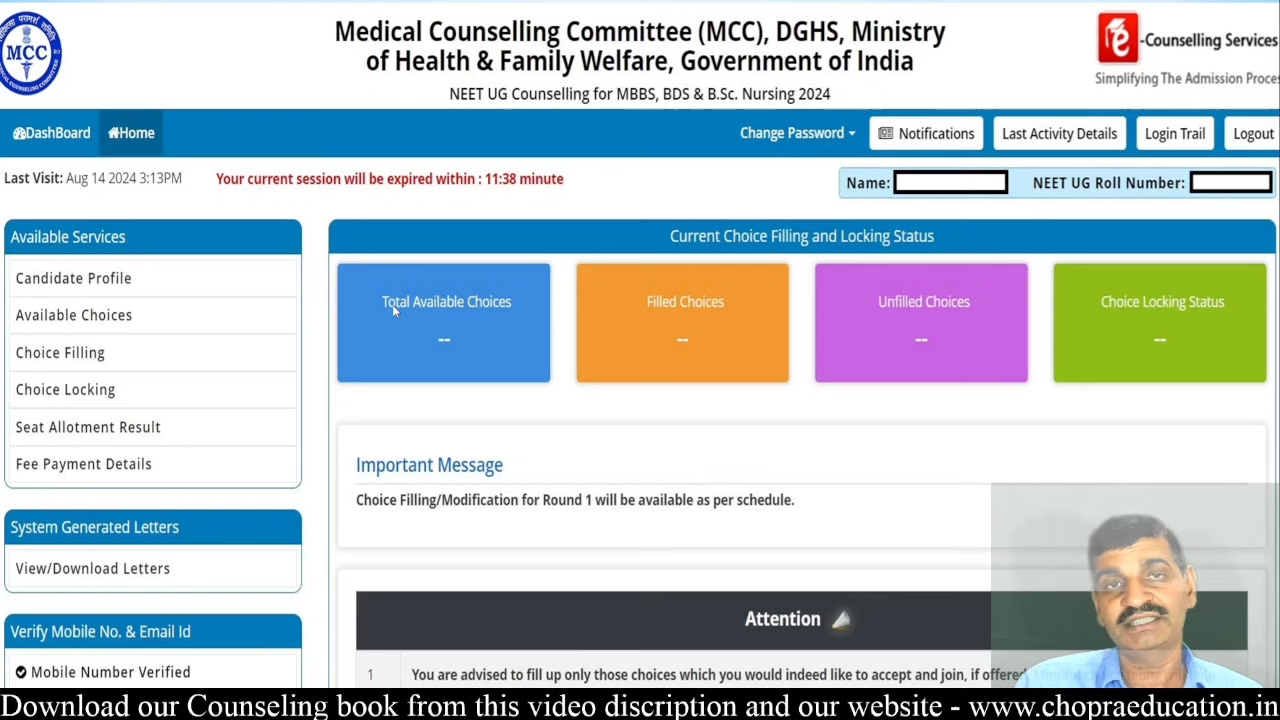 MCC
Medical Counselling Committee (MCC), DGHS, Ministry
of Health & Family Welfare, Government of India
NEET UG Counselling for MBBS, BDS & B.Sc. Nursing 2024
e -Counselling Services
Simplifying The Admission Proces
DashBoard Home Change Password Notifications Last Activity Details Login Trail Logout
Last Visit: Aug 14 2024 3:13PM Your current session will be expired within : 11:38 minute Name: NEET UG Roll Number:
Available Services
Candidate Profile
Available Choices
Choice Filling
Choice Locking
Seat Allotment Result
Fee Payment Details
System Generated Letters
View/Download Letters
Verify Mobile No. & Email Id
Mobile Number Verified
Current Choice Filling and Locking Status
Total Available Choices
--
Filled Choices
--
Unfilled Choices
--
Choice Locking Status
--
Important Message
Choice Filling/Modification for Round 1 will be available as per schedule.
Attention
1 You are advised to fill up only those choices which you would indeed like to accept and join, if offered
Download our Counseling book from this video discription and our website - www.chopraeducation.in